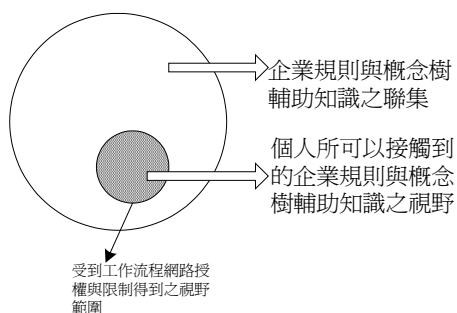 企業規則與概念樹
輔助知識之聯集
個人所可以接觸到
的企業規則與概念
樹輔助知識之視野
受到工作流程網路授
權與限制得到之視野
範圍